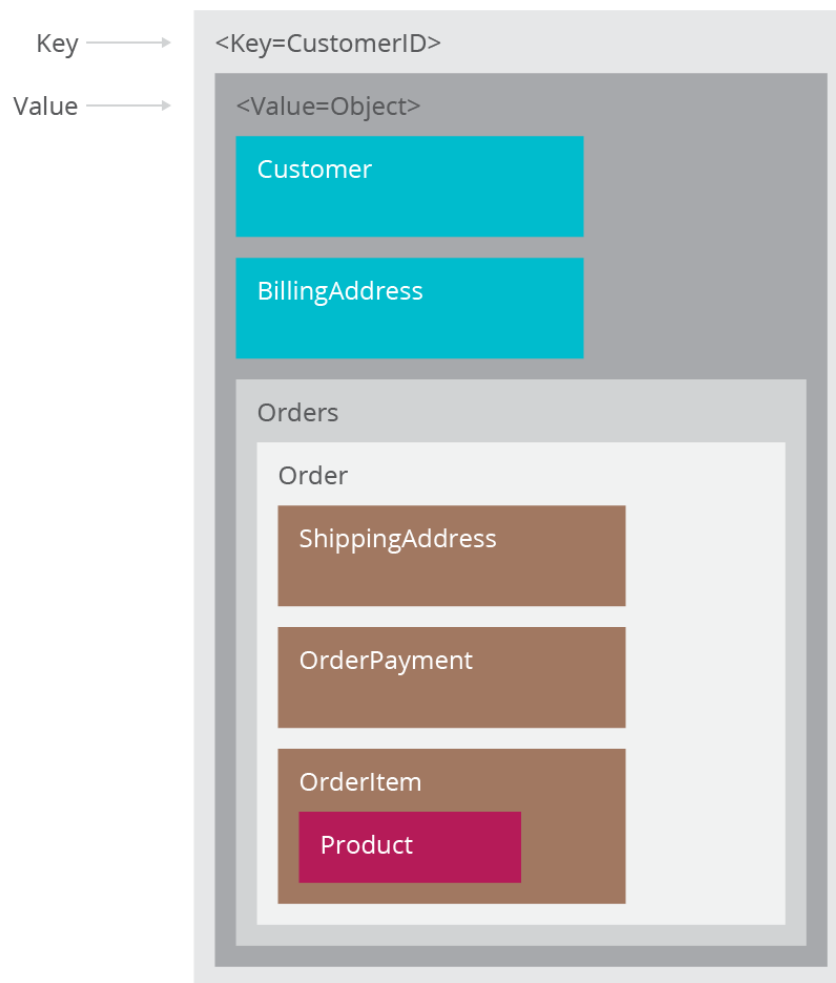 Key
<Key=CustomerID>
Value
<Value=Object>
Customer
BillingAddress
Orders
Order
ShippingAddress
OrderPayment
OrderItem
Product